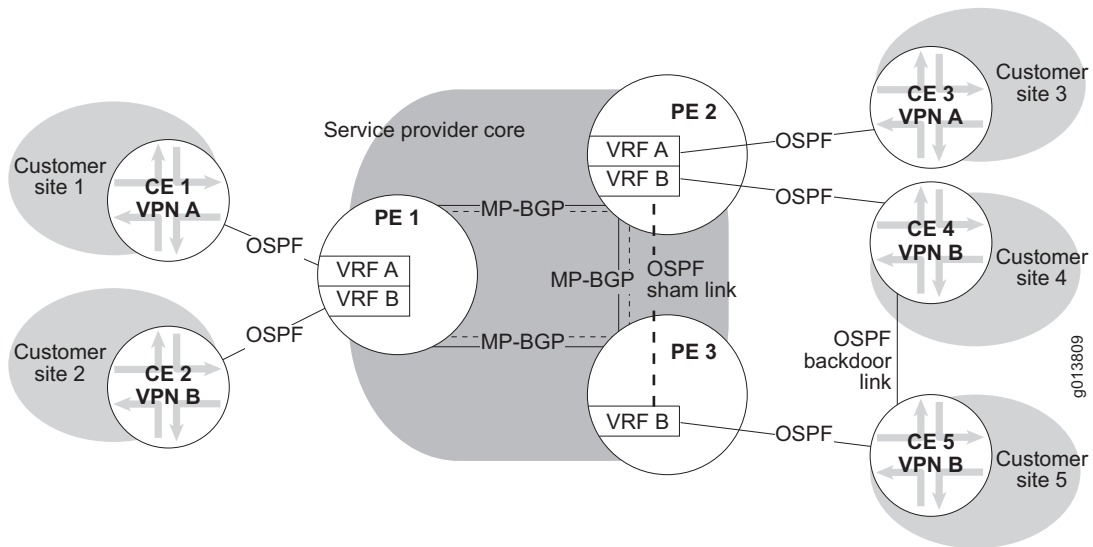 Service provider core
Customer
site 1
CE 1
VPN A
OSPF
Customer
site 2
CE 2
VPN B
OSPF
PE 1
VRF A
VRF B
MP-BGP
MP-BGP
MP-BGP
OSPF
sham link
PE 2
VRF A
VRF B
PE 3
VRF B
OSPF
OSPF
OSPF
CE 3
VPN A
Customer
site 3
CE 4
VPN B
Customer
site 4
OSPF
backdoor
link
CE 5
VPN B
Customer
site 5
g013809